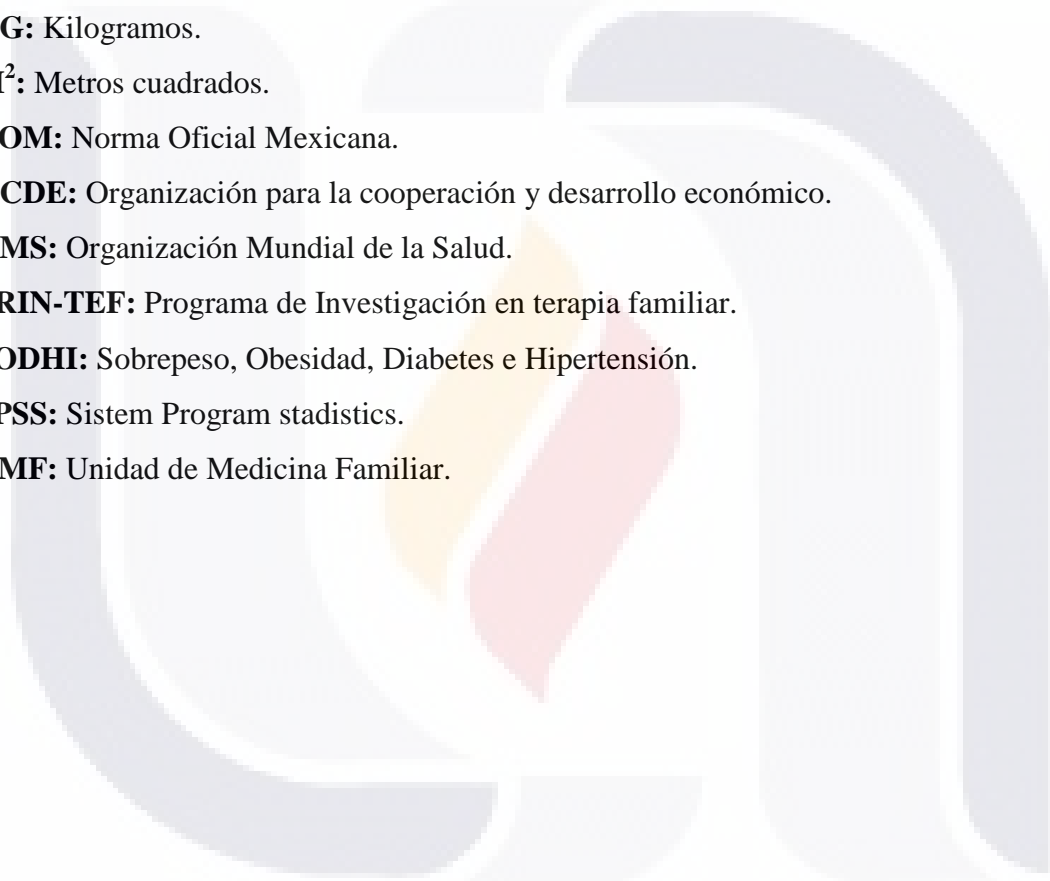 G: Kilogramos.
²: Metros cuadrados.
OM: Norma Oficial Mexicana.
CDE: Organización para la cooperación y desarrollo económico.
MS: Organización Mundial de la Salud.
RIN-TEF: Programa de Investigación en terapia familiar.
ODHI: Sobrepeso, Obesidad, Diabetes e Hipertensión.
PSS: Sistem Program stadistics.
MF: Unidad de Medicina Familiar.